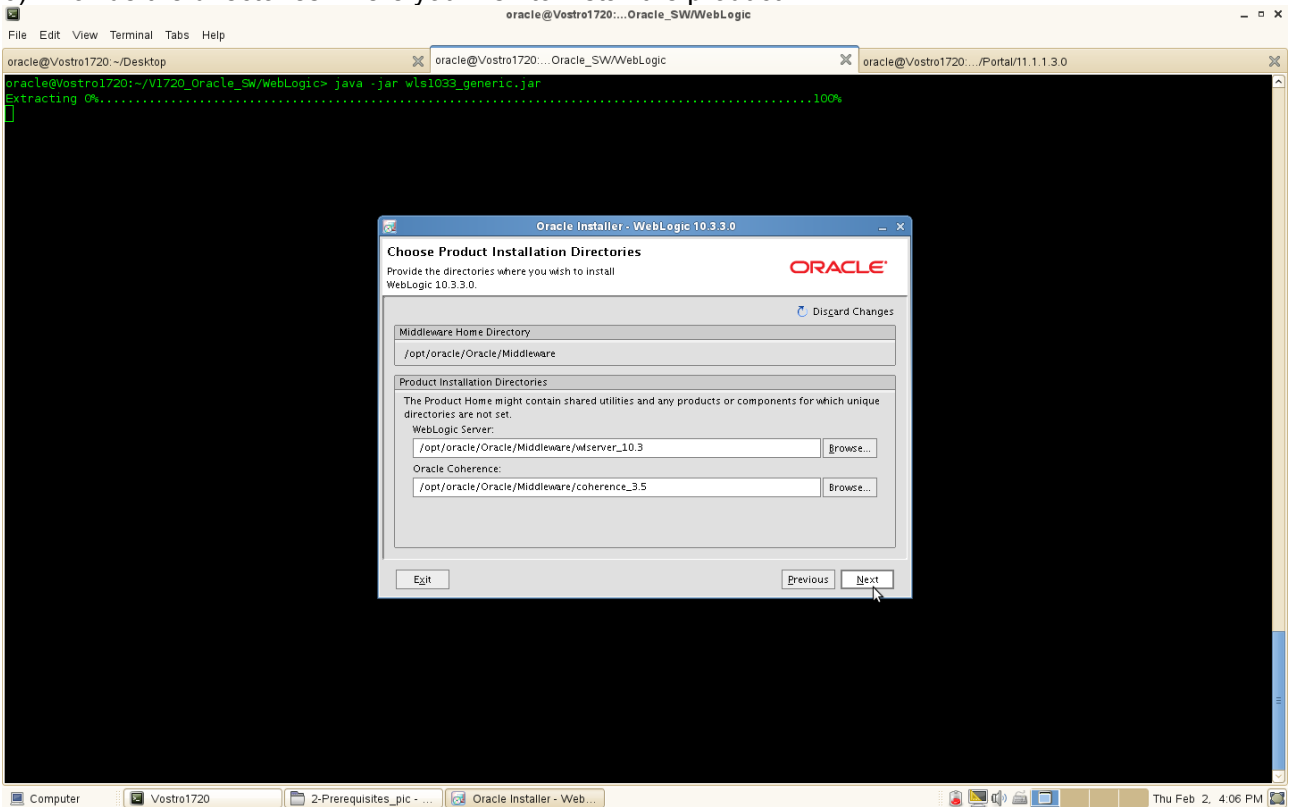 oracle@Vostro1720:...Oracle_SW/WebLogic
File Edit View Terminal Tabs Help
oracle@Vostro1720:~/Desktop
oracle@Vostro1720:...Oracle_SW/WebLogic
oracle@Vostro1720:.../Portal/11.1.1.3.0
oracle@Vostro1720:~/V1720_Oracle_SW/WebLogic> java -jar wls1033_generic.jar
Extracting 0%....................................................................................................100%
Oracle Installer - WebLogic 10.3.3.0
Choose Product Installation Directories
Provide the directories where you wish to install
WebLogic 10.3.3.0.
ORACLE
Discard Changes
Middleware Home Directory
/opt/oracle/Oracle/Middleware
Product Installation Directories
The Product Home might contain shared utilities and any products or components for which unique
directories are not set.
WebLogic Server:
/opt/oracle/Oracle/Middleware/wlserver_10.3
Browse...
Oracle Coherence:
/opt/oracle/Oracle/Middleware/coherence_3.5
Browse...
Exit
Previous
Next
Computer
Vostro1720
2-Prerequisites_pic - ...
Oracle Installer - Web...
Thu Feb 2, 4:06 PM